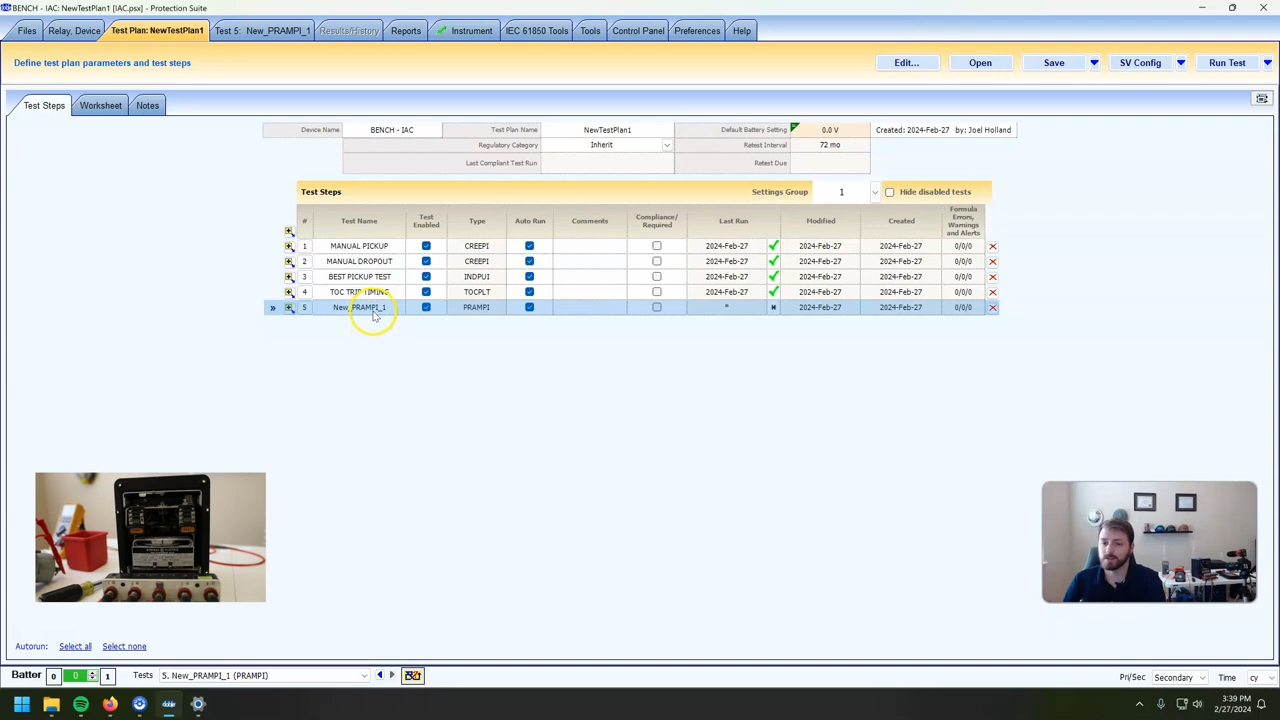 BENCH - IAC: NewTestPlan1 [IAC.psx] - Protection Suite
Files Relay, Device Test Plan: NewTestPlan1 Test 5: New_PRAMPI_1 Results/History Reports Instrument IEC 61850 Tools Tools Control Panel Preferences Help
Define test plan parameters and test steps Edit... Open Save SV Config Run Test
Test Steps Worksheet Notes
Device Name BENCH - IAC Test Plan Name NewTestPlan1 Default Battery Setting 0.0 V Created: 2024-Feb-27 by: Joel Holland
Regulatory Category Inherit Retest Interval 72 mo
Last Compliant Test Run Retest Due
Test Steps Settings Group 1 Hide disabled tests
# Test Name Test Enabled Type Auto Run Comments Compliance/ Required Last Run Modified Created Formula Errors, Warnings and Alerts
1 MANUAL PICKUP CREEPI 2024-Feb-27 2024-Feb-27 2024-Feb-27 0/0/0
2 MANUAL DROPOUT CREEPI 2024-Feb-27 2024-Feb-27 2024-Feb-27 0/0/0
3 BEST PICKUP TEST INDPUI 2024-Feb-27 2024-Feb-27 2024-Feb-27 0/0/0
4 TOC TRIP TIMING TOCPLT 2024-Feb-27 2024-Feb-27 2024-Feb-27 0/0/0
» 5 New_PRAMPI_1 PRAMPI * 2024-Feb-27 2024-Feb-27 0/0/0
Autorun: Select all Select none
Batter 0 0 1 Tests 5. New_PRAMPI_1 (PRAMPI) Pri/Sec Secondary Time cy
doble 3:39 PM
2/27/2024